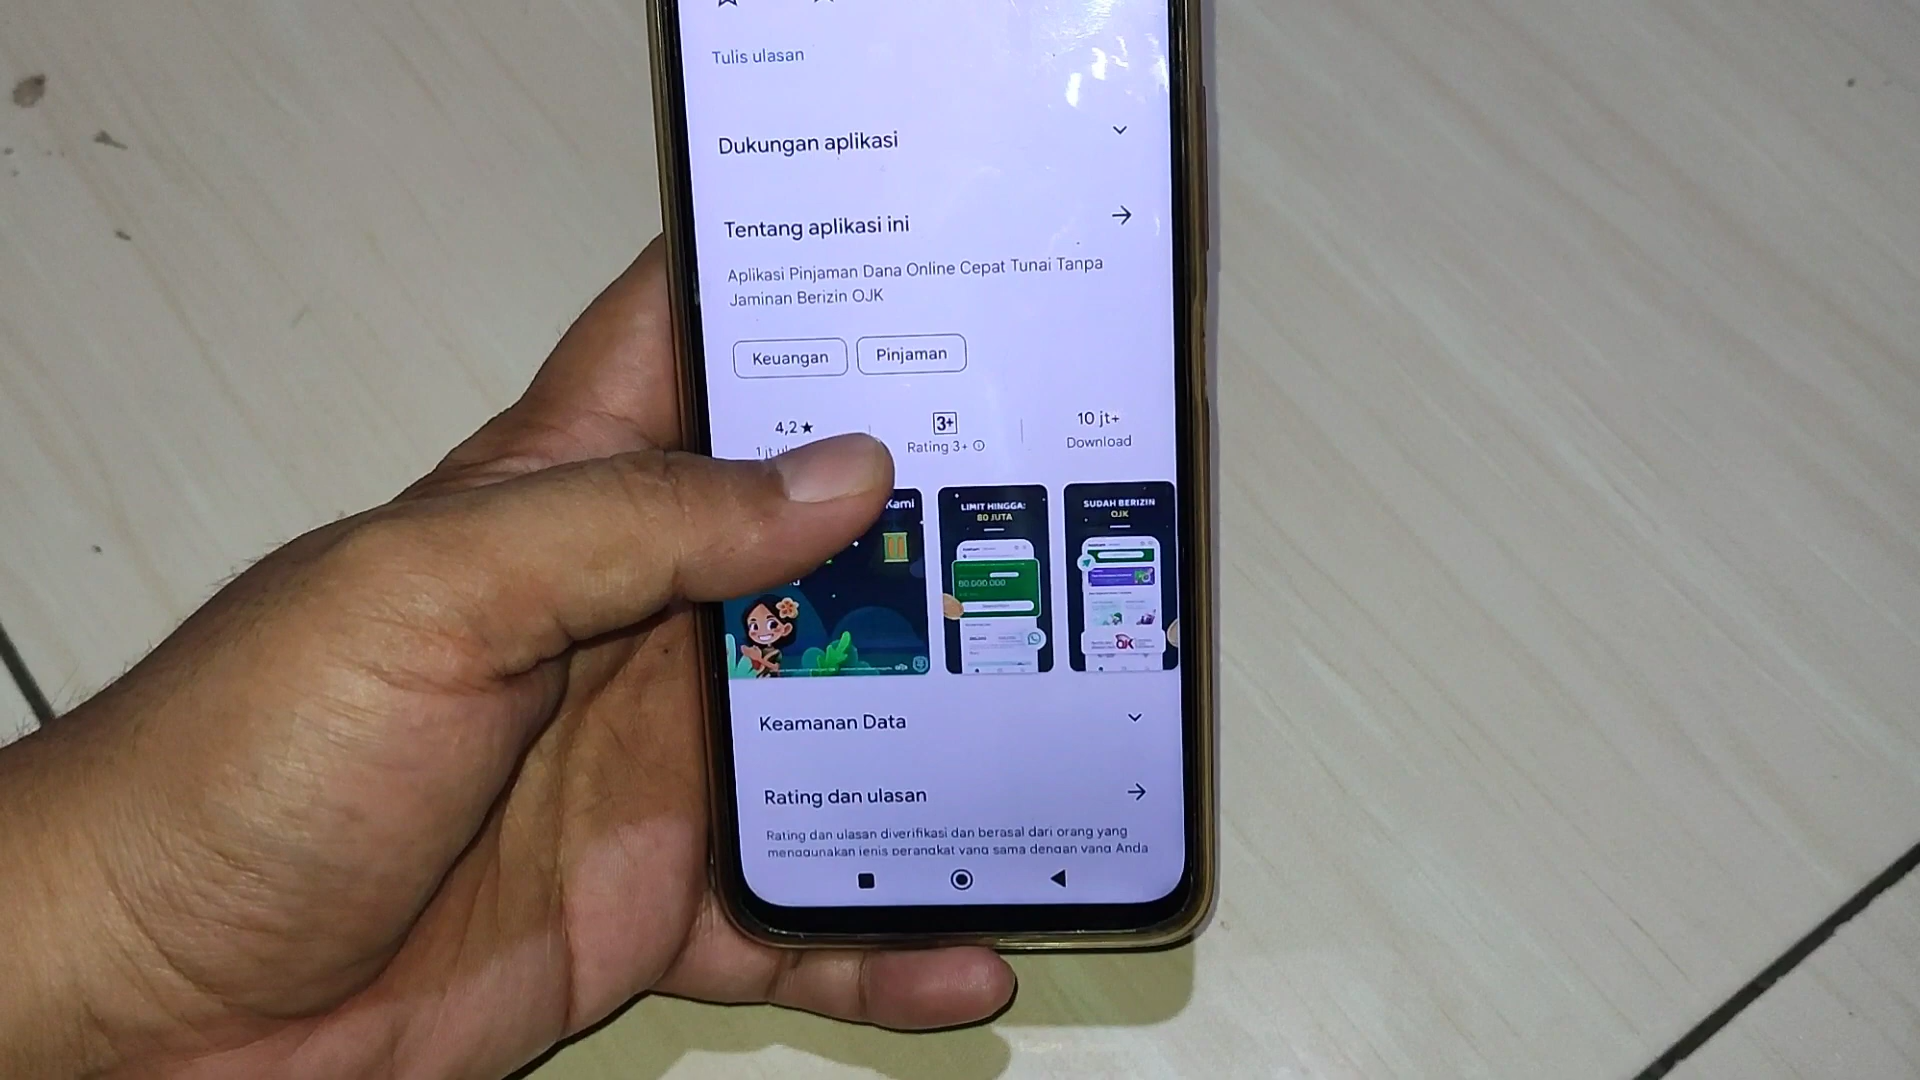 Tulis ulasan
Dukungan aplikasi
Tentang aplikasi ini
Aplikasi Pinjaman Dana Online Cepat Tunai Tanpa
Jaminan Berizin OJK
Keuangan
Pinjaman
4,2★
3+
10 jt+
1 jt
Rating 3+
Download
Kami
LIMIT HINGGA:
80 JUTA
80.000.000
SUDAH BERIZIN
OJK
Keamanan Data
Rating dan ulasan
Rating dan ulasan diverifikasi dan berasal dari orang yang
menggunakan jenis perangkat yang sama dengan yang Anda